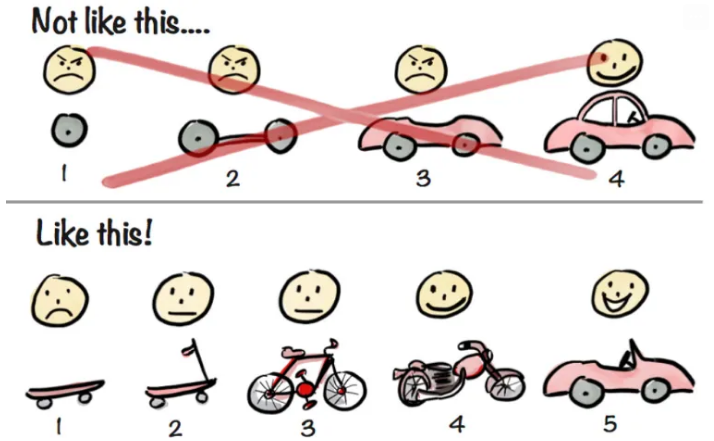 Not like this....
1 2 3 4
Like this!
1 2 3 4 5